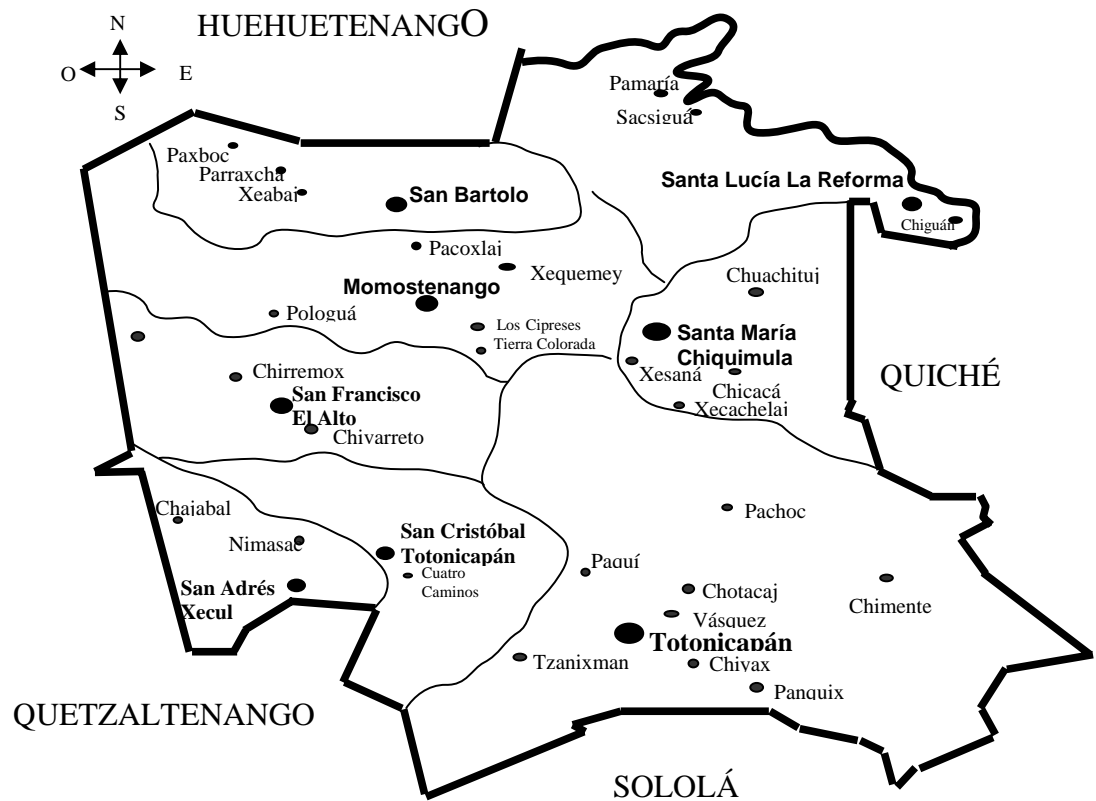 HUEHUETENANGO
N
O
E
S
Pamaría
Sacsiguá
Paxboc
Parraxcha
Xeabaj
San Bartolo
Santa Lucía La Reforma
Chiguán
Pacoxlaj
Xequemey
Chuachituj
Momostenango
Pologuá
Los Cipreses
Tierra Colorada
Santa María
Chiquimula
Xesaná
Chicacá
Xecachelaj
QUICHÉ
Chirremox
San Francisco
El Alto
Chivarreto
Chajabal
Nimasac
San Cristóbal
Totonicapán
Cuatro
Caminos
San Adrés
Xecul
Pachoc
Paquí
Chotacaj
Chimente
Vásquez
Totonicapán
Tzanixman
Chiyax
Panquix
QUETZALTENANGO
SOLOLÁ